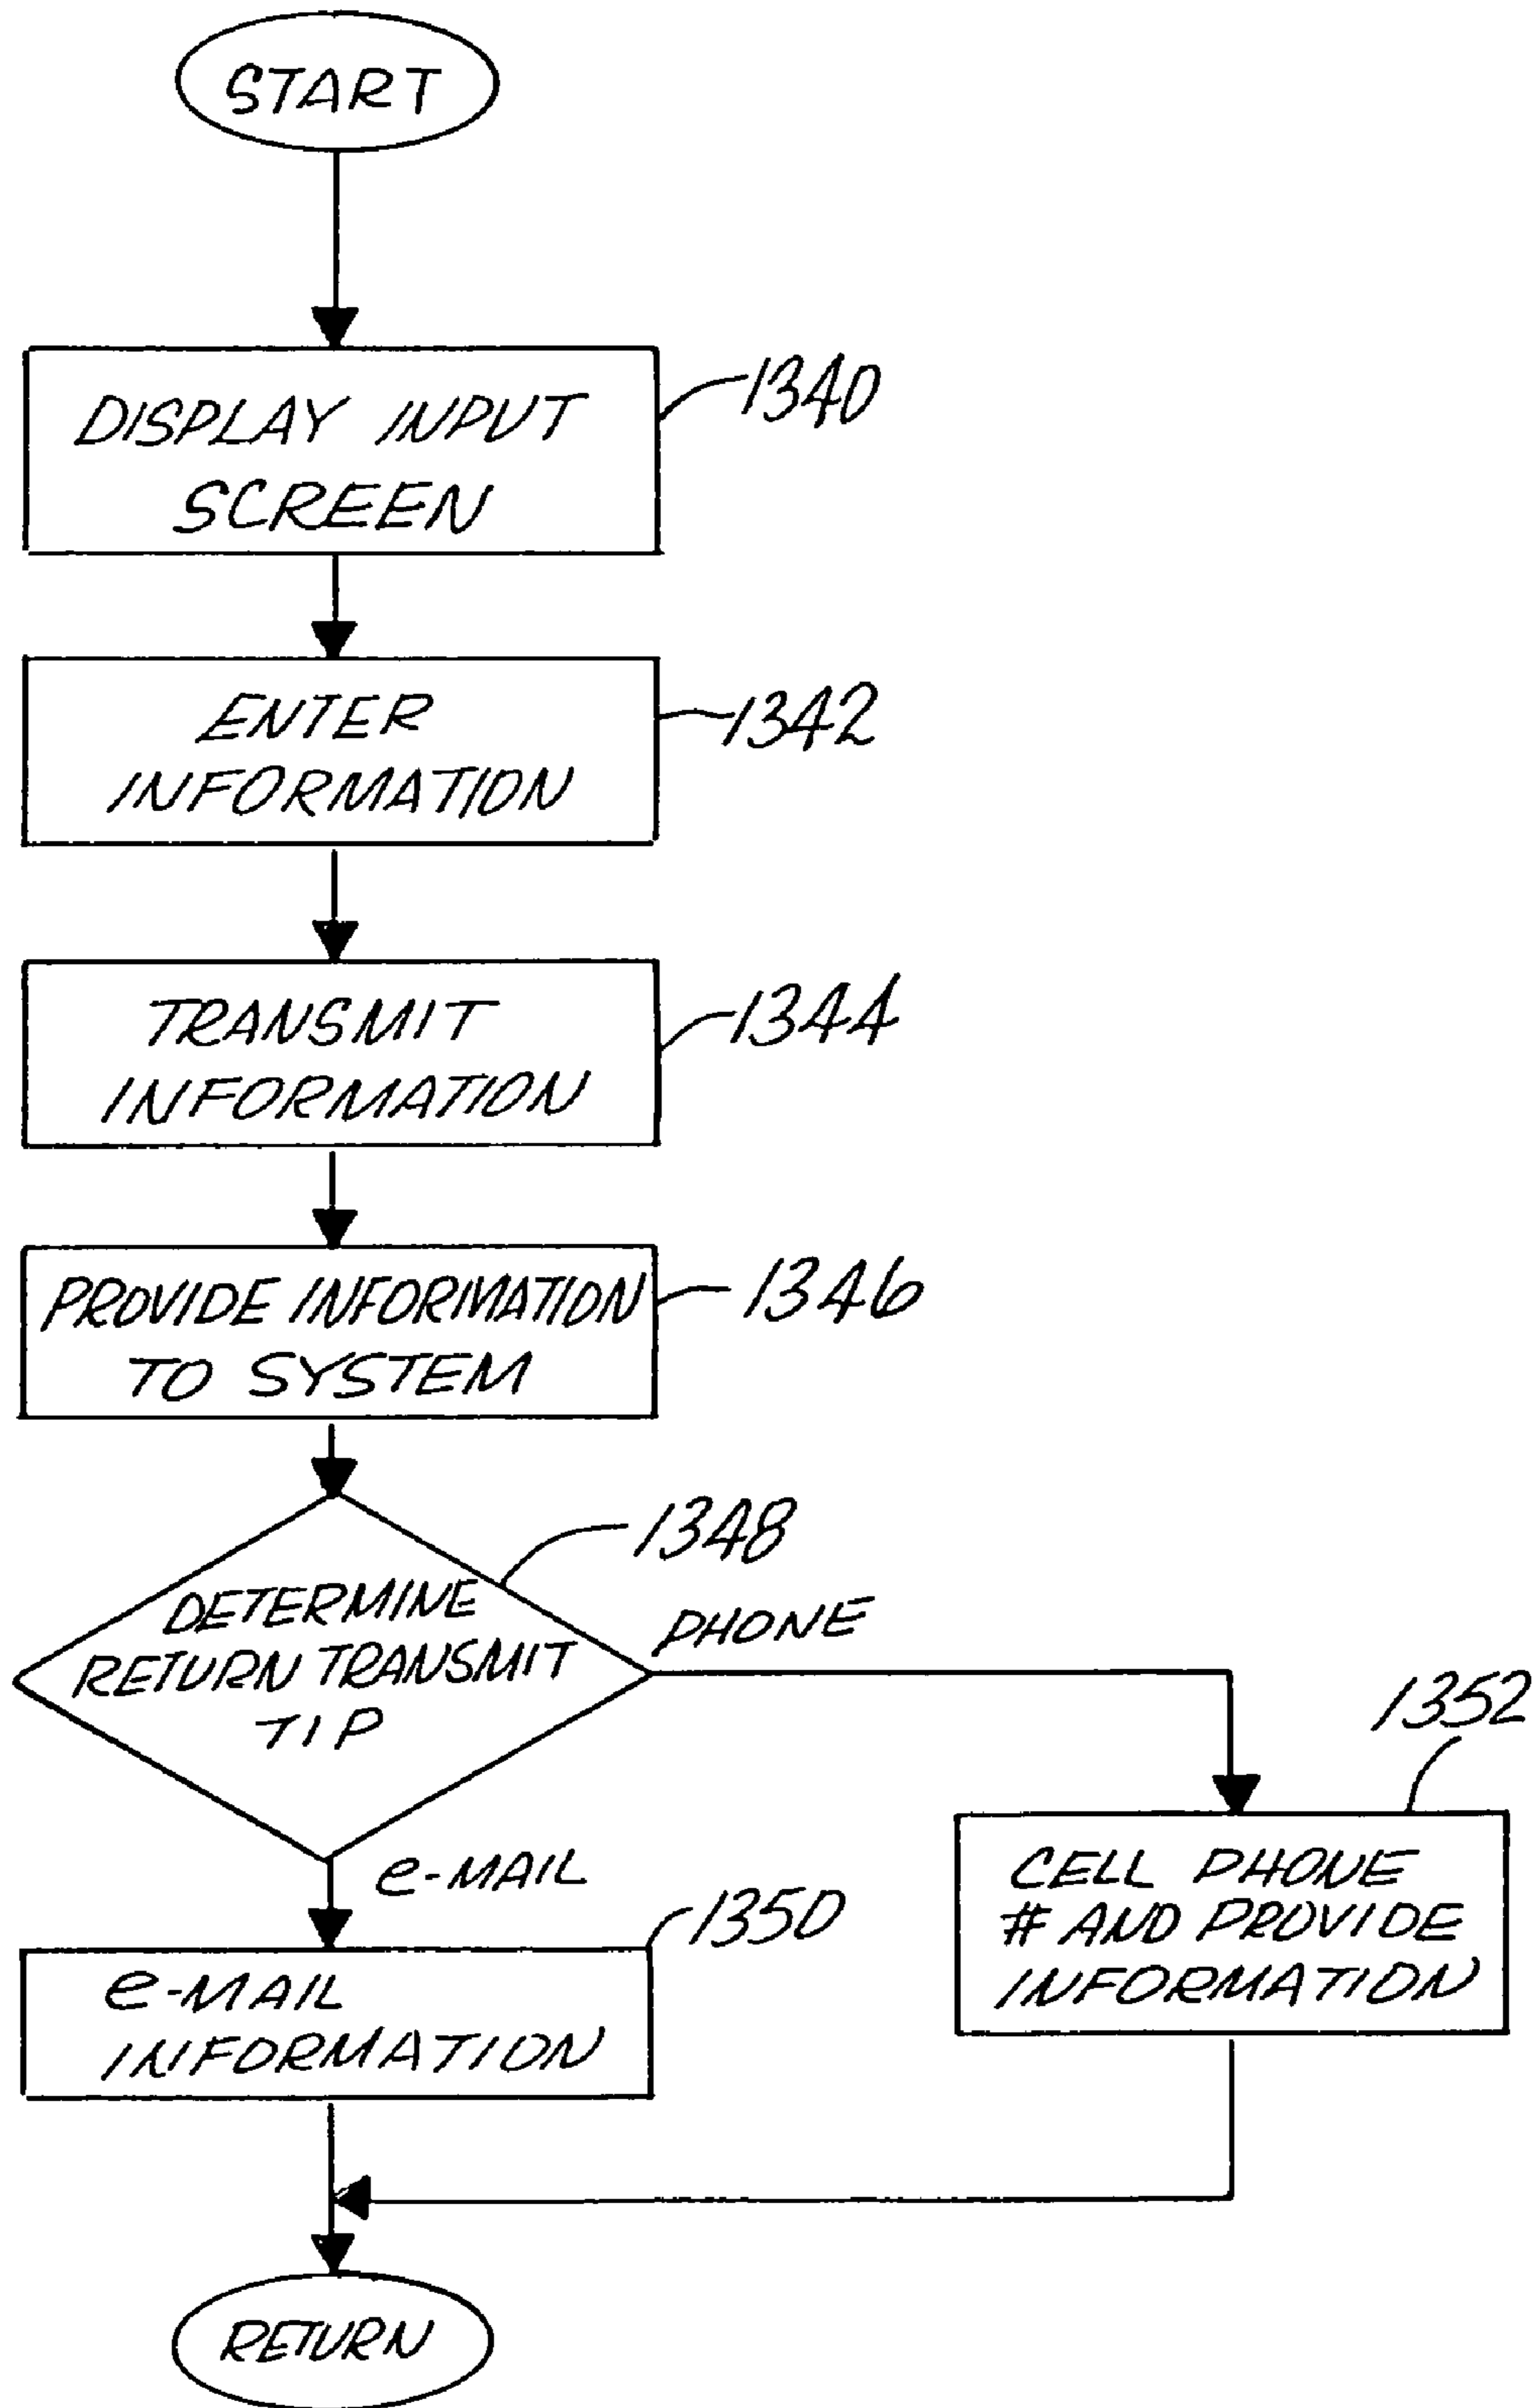 START
DISPLAY INPUT
SCREEN
1340
ENTER
INFORMATION
1342
TRANSMIT
INFORMATION
1344
PROVIDE INFORMATION
TO SYSTEM
1346
DETERMINE
RETURN TRANSMIT
TIP
1348
PHONE
e-MAIL
1352
CELL PHONE
# AND PROVIDE
INFORMATION
1350
e-MAIL
INFORMATION
RETURN